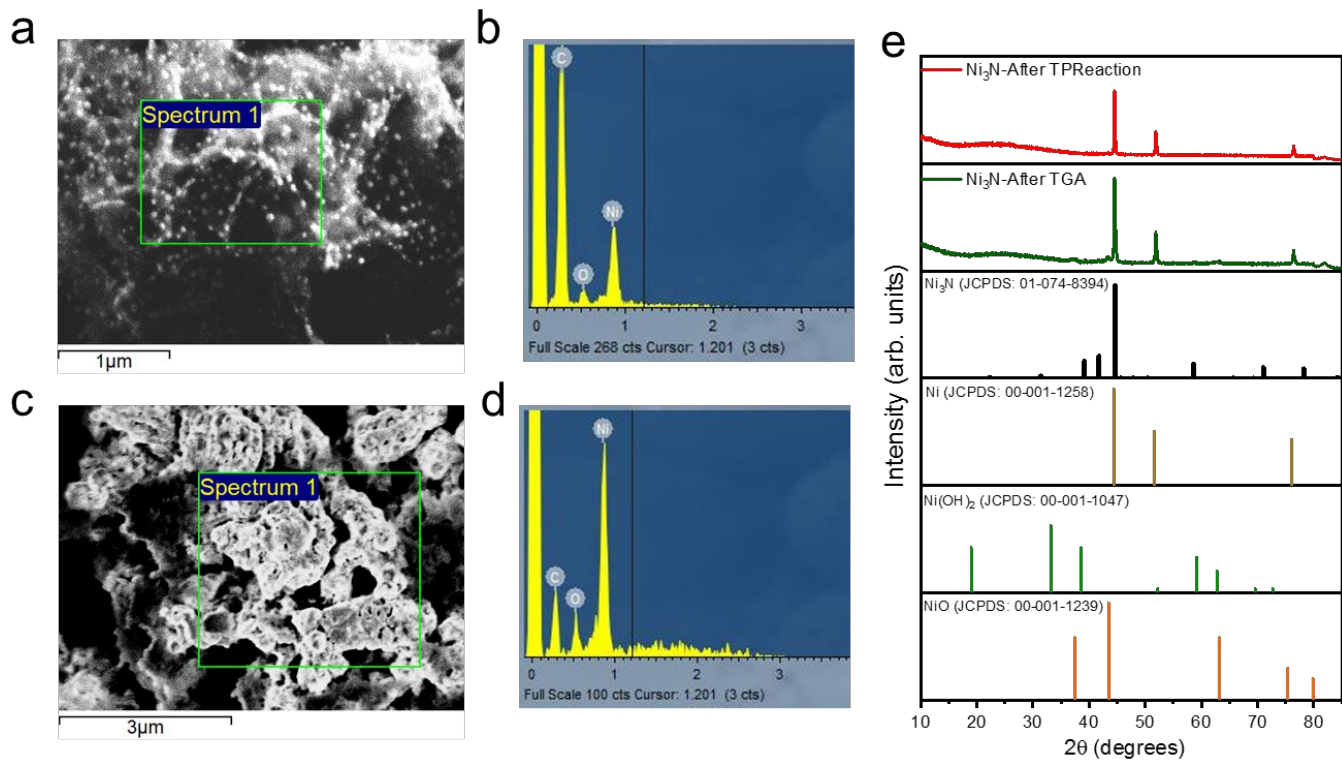 a
Spectrum 1
1μm
b
C
O
Ni
0 1 2 3
Full Scale 268 cts Cursor: 1.201 (3 cts)
c
Spectrum 1
3μm
d
C
O
Ni
0 1 2 3
Full Scale 100 cts Cursor: 1.201 (3 cts)
e
Intensity (arb. units)
Ni₃N-After TPReaction
Ni₃N-After TGA
Ni₃N (JCPDS: 01-074-8394)
Ni (JCPDS: 00-001-1258)
Ni(OH)₂ (JCPDS: 00-001-1047)
NiO (JCPDS: 00-001-1239)
10 20 30 40 50 60 70 80
2θ (degrees)